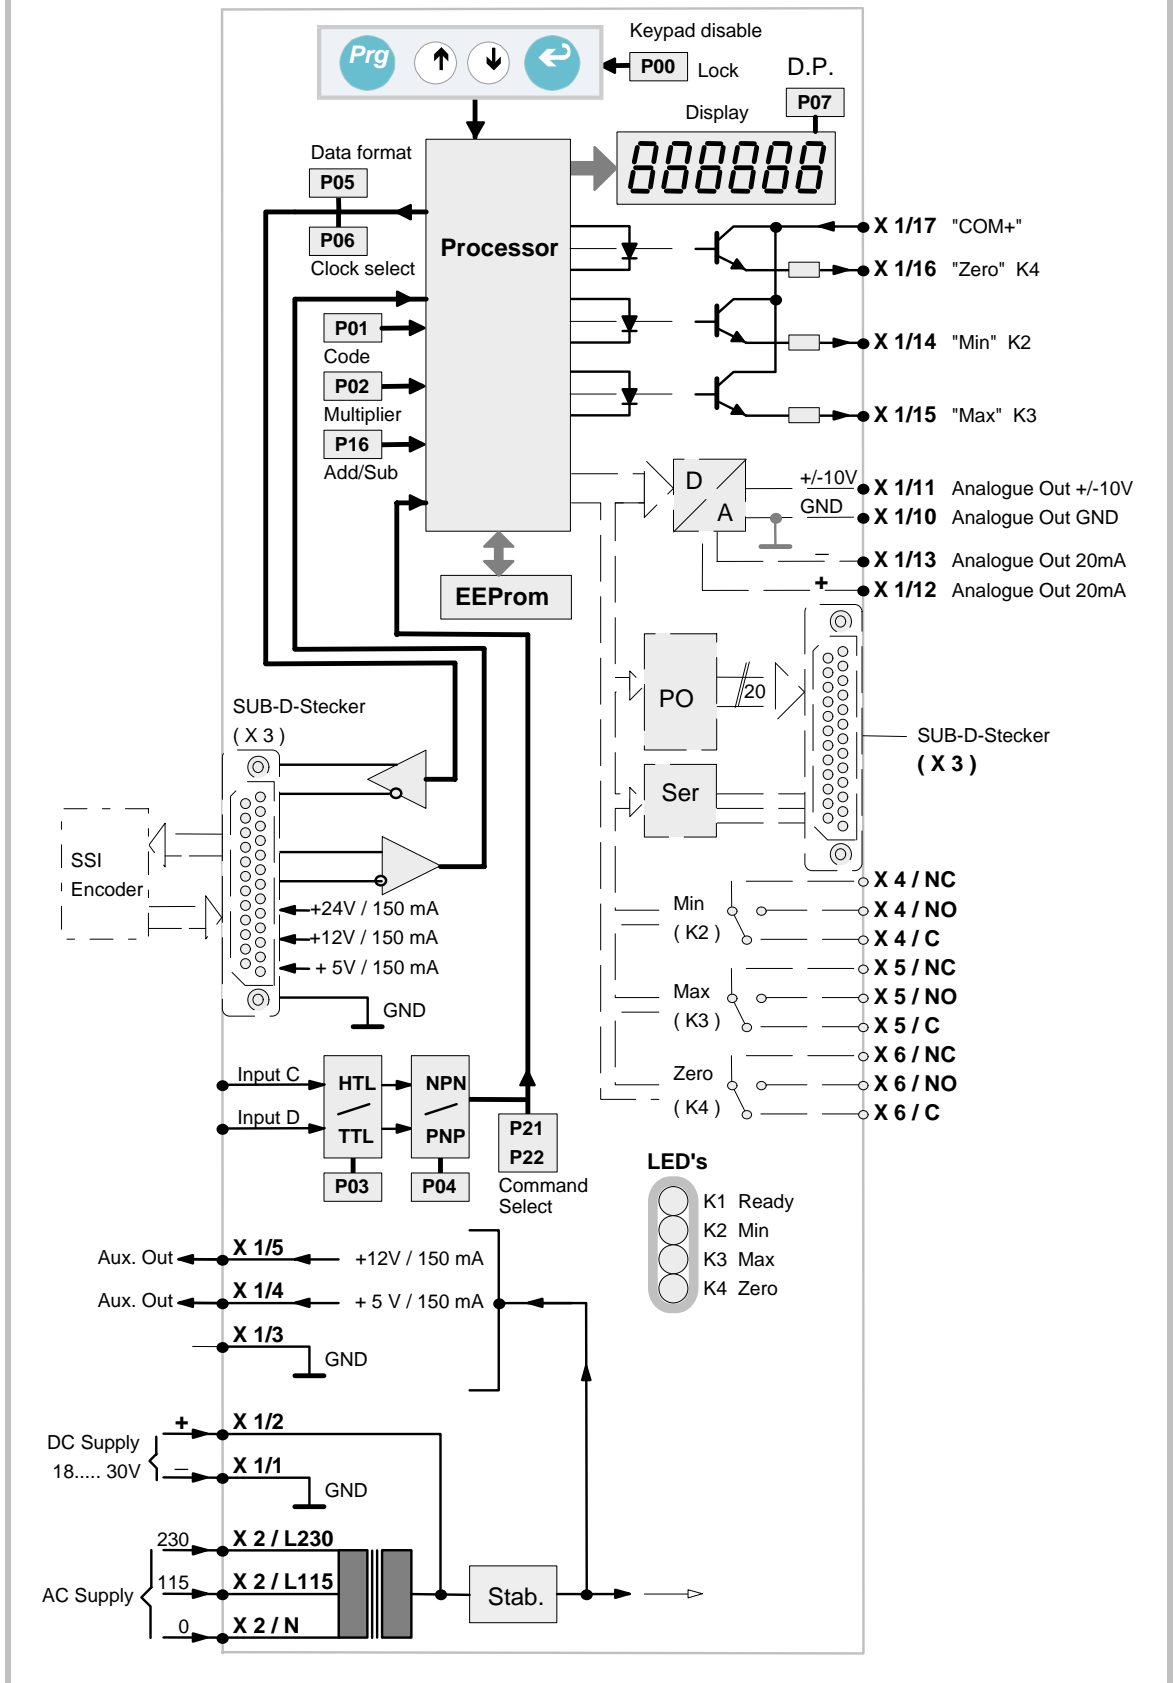 Keypad disable
Prg
P00 Lock
D.P.
P07
Display
Data format
P05
P06
Clock select
Processor
X 1/17 "COM+"
X 1/16 "Zero" K4
P01
Code
X 1/14 "Min" K2
P02
Multiplier
X 1/15 "Max" K3
P16
Add/Sub
D
A
+/-10V
X 1/11 Analogue Out +/-10V
GND
X 1/10 Analogue Out GND
– X 1/13 Analogue Out 20mA
+ X 1/12 Analogue Out 20mA
EEProm
PO
20
SUB-D-Stecker
( X 3 )
SUB-D-Stecker
( X 3 )
Ser
SSI
Encoder
+24V / 150 mA
+12V / 150 mA
+ 5V / 150 mA
GND
Min
( K2 )
X 4 / NC
X 4 / NO
X 4 / C
Max
( K3 )
X 5 / NC
X 5 / NO
X 5 / C
Zero
( K4 )
X 6 / NC
X 6 / NO
X 6 / C
Input C
Input D
HTL
TTL
NPN
PNP
P03
P04
P21
P22
Command
Select
LED's
K1 Ready
K2 Min
K3 Max
K4 Zero
Aux. Out X 1/5 +12V / 150 mA
Aux. Out X 1/4 + 5 V / 150 mA
X 1/3
GND
DC Supply
18..... 30V
+ X 1/2
– X 1/1
GND
AC Supply
230 X 2 / L230
115 X 2 / L115
0 X 2 / N
Stab.